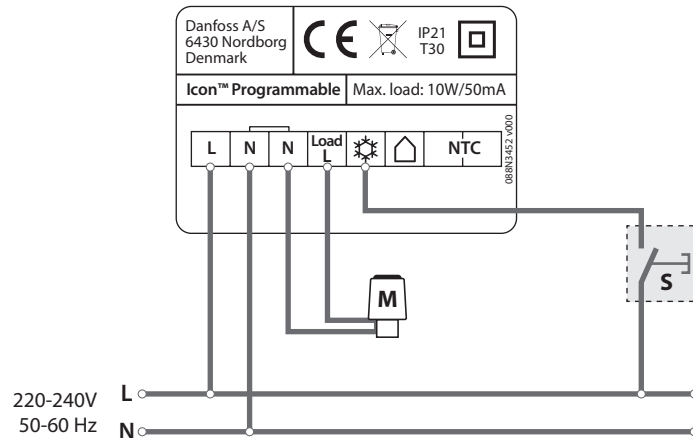 Danfoss A/S
6430 Nordborg
Denmark
CE
IP21
T30
Icon™ Programmable
Max. load: 10W/50mA
L
N
N
Load
L
NTC
088N3452 v000
M
S
220-240V
50-60 Hz
L
N